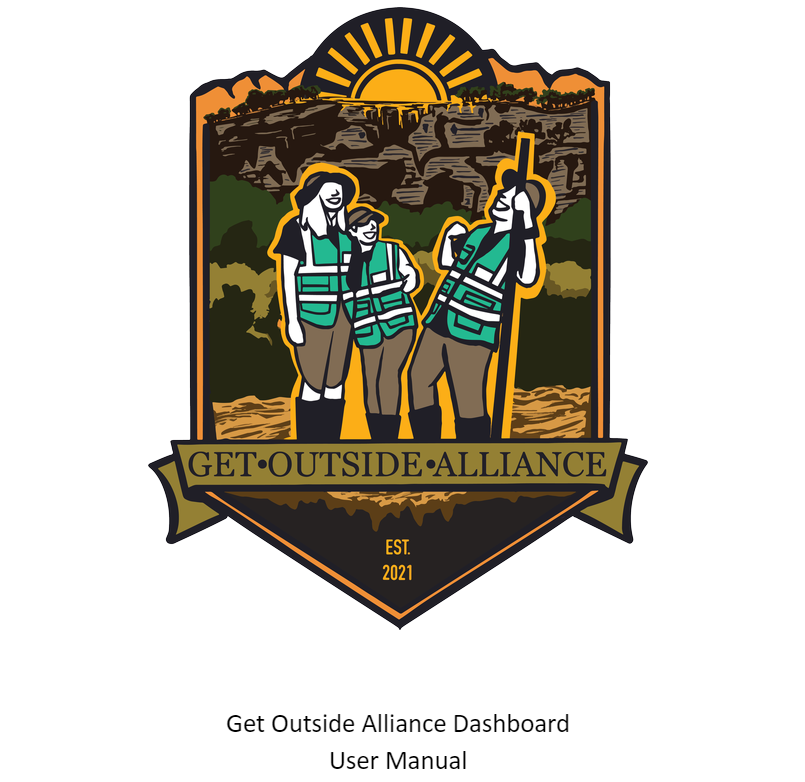 GET•OUTSIDE•ALLIANCE
EST.
2021
Get Outside Alliance Dashboard
User Manual